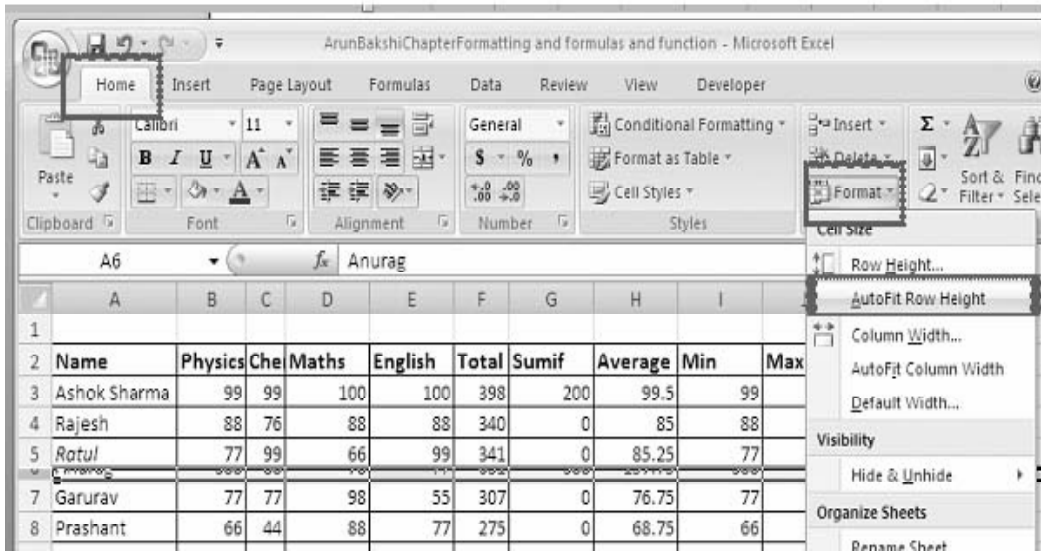 ArunBakshiChapterFormatting and formulas and function - Microsoft Excel
Home Insert Page Layout Formulas Data Review View Developer
Calibri 11 General Conditional Formatting Insert Σ
Paste B I U A A $ % , Format as Table Delete Sort & Filter
A .0 .00 Cell Styles Format
Clipboard Font Alignment Number Styles
Cell Size
A6 fx Anurag
Row Height...
A B C D E F G H I
AutoFit Row Height
1
Column Width...
2 Name Physics Che Maths English Total Sumif Average Min Max
AutoFit Column Width
3 Ashok Sharma 99 99 100 100 398 200 99.5 99
Default Width...
4 Rajesh 88 76 88 88 340 0 85 88
Visibility
5 Ratul 77 99 66 99 341 0 85.25 77
Hide & Unhide
7 Garurav 77 77 98 55 307 0 76.75 77
Organize Sheets
8 Prashant 66 44 88 77 275 0 68.75 66
Rename Sheet